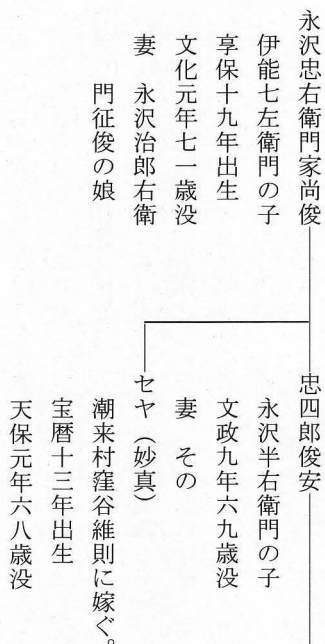 永沢忠右衛門家尚俊
伊能七左衛門の子
享保十九年出生
文化元年七一歳没
妻　永沢治郎右衛
門征俊の娘
忠四郎俊安
永沢半右衛門の子
文政九年六九歳没
妻　その
セヤ（妙真）
潮来村窪谷維則に嫁ぐ。
宝暦十三年出生
天保元年六八歳没